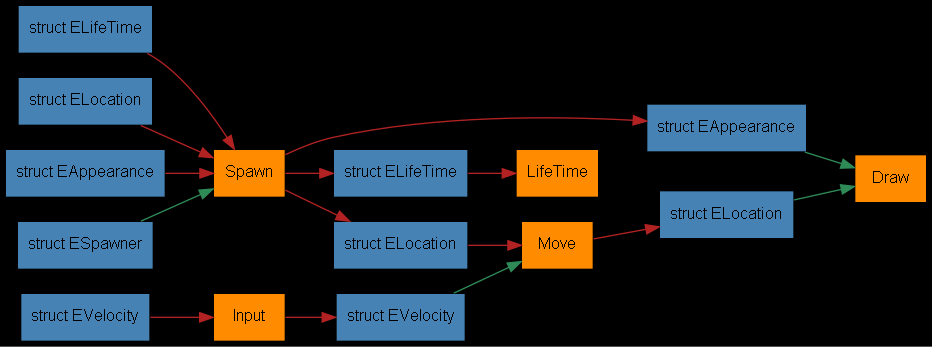 struct ELifeTime
struct ELocation
struct EAppearance
struct EAppearance
Spawn
struct ELifeTime
LifeTime
Draw
struct ELocation
struct ESpawner
struct ELocation
Move
struct EVelocity
Input
struct EVelocity